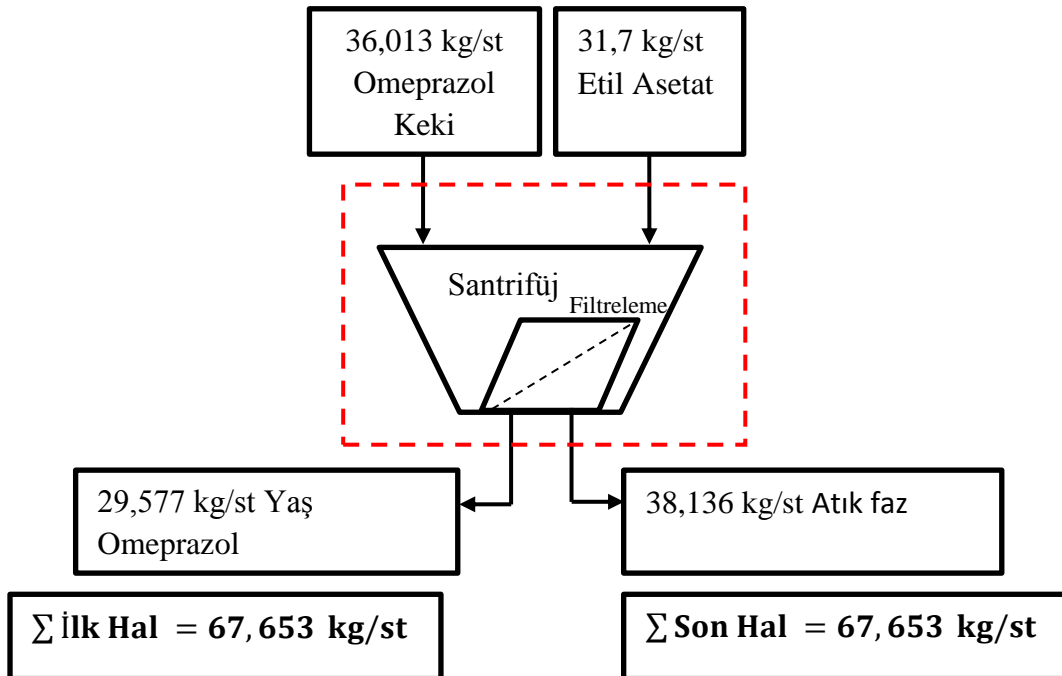 36,013 kg/st
Omeprazol
Keki
31,7 kg/st
Etil Asetat
Santrifüj
Filtreleme
29,577 kg/st Yaş
Omeprazol
38,136 kg/st Atık faz
∑ İlk Hal = 67,653 kg/st
∑ Son Hal = 67,653 kg/st